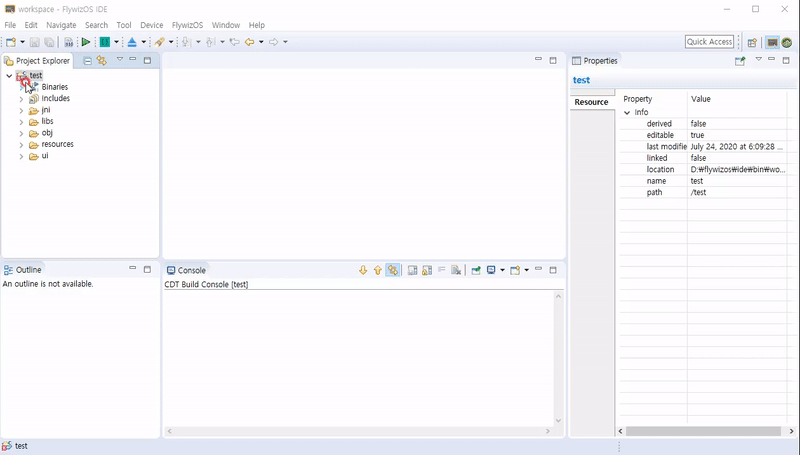 workspace - FlywizOS IDE
File Edit Navigate Search Tool Device FlywizOS Window Help
Quick Access
Project Explorer
test
Binaries
Includes
jni
libs
obj
resources
ui
Outline
An outline is not available.
Console
CDT Build Console [test]
Properties
test
Resource
Property Value
Info
derived false
editable true
last modifie July 24, 2020 at 6:09:28 ...
linked false
location D:₩flywizos₩ide₩bin₩wo...
name test
path /test
test